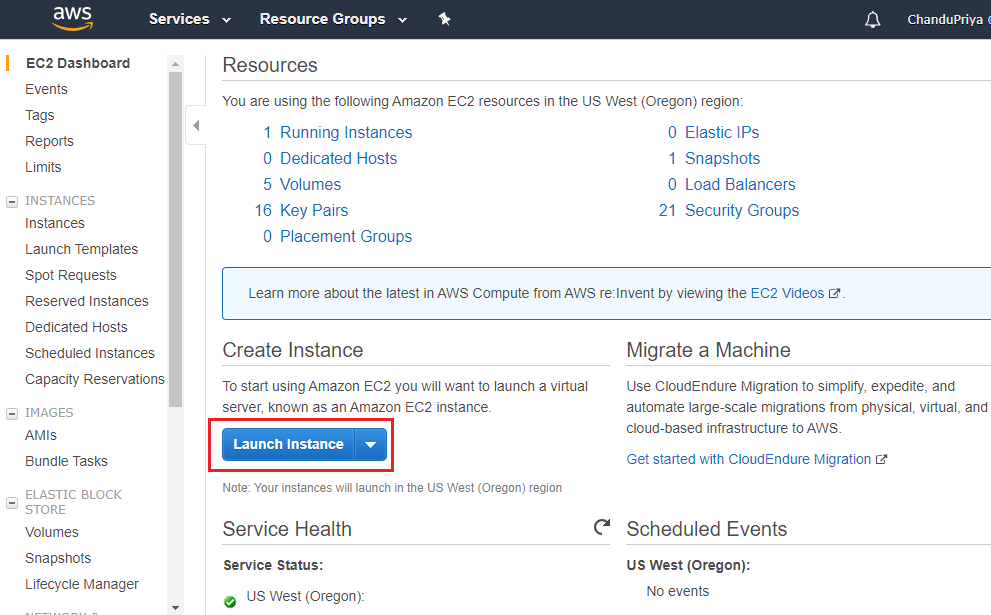 aws Services Resource Groups ChanduPriya
EC2 Dashboard
Events
Tags
Reports
Limits
INSTANCES
Instances
Launch Templates
Spot Requests
Reserved Instances
Dedicated Hosts
Scheduled Instances
Capacity Reservations
IMAGES
AMIs
Bundle Tasks
ELASTIC BLOCK
STORE
Volumes
Snapshots
Lifecycle Manager
Resources
You are using the following Amazon EC2 resources in the US West (Oregon) region:
1 Running Instances
0 Dedicated Hosts
5 Volumes
16 Key Pairs
0 Placement Groups
0 Elastic IPs
1 Snapshots
0 Load Balancers
21 Security Groups
Learn more about the latest in AWS Compute from AWS re:Invent by viewing the EC2 Videos .
Create Instance
To start using Amazon EC2 you will want to launch a virtual
server, known as an Amazon EC2 instance.
Launch Instance
Note: Your instances will launch in the US West (Oregon) region
Migrate a Machine
Use CloudEndure Migration to simplify, expedite, and
automate large-scale migrations from physical, virtual, and
cloud-based infrastructure to AWS.
Get started with CloudEndure Migration
Service Health
Service Status:
US West (Oregon):
Scheduled Events
US West (Oregon):
No events